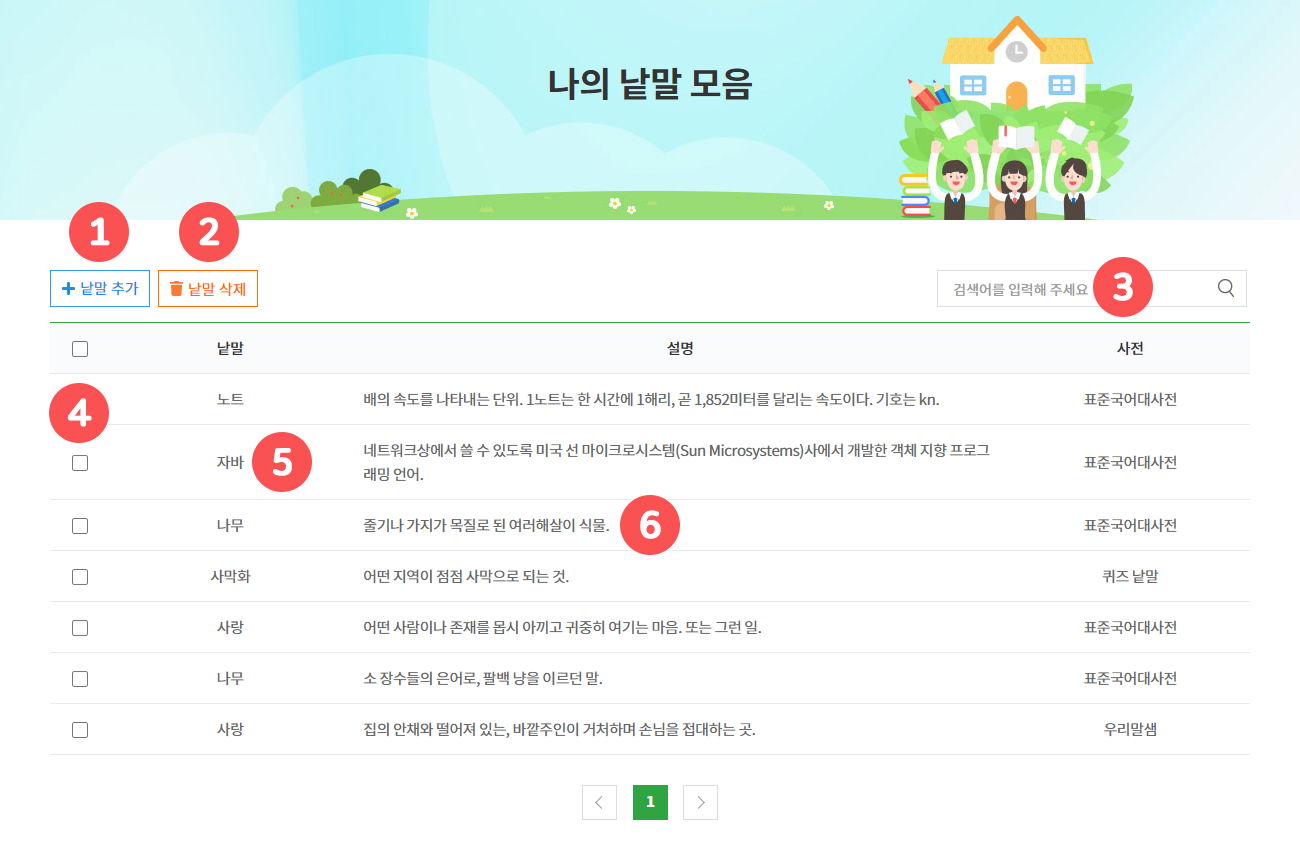 나의 낱말 모음
1 2
낱말 추가 낱말 삭제 검색어를 입력해 주세요 3
낱말 설명 사전
노트 배의 속도를 나타내는 단위. 1노트는 한 시간에 1해리, 곧 1,852미터를 달리는 속도이다. 기호는 kn. 표준국어대사전
4
자바 5 네트워크상에서 쓸 수 있도록 미국 선 마이크로시스템(Sun Microsystems)사에서 개발한 객체 지향 프로그 표준국어대사전
래밍 언어.
나무 줄기나 가지가 목질로 된 여러해살이 식물. 6 표준국어대사전
사막화 어떤 지역이 점점 사막으로 되는 것. 퀴즈 낱말
사랑 어떤 사람이나 존재를 몹시 아끼고 귀중히 여기는 마음. 또는 그런 일. 표준국어대사전
나무 소 장수들의 은어로, 팔백 냥을 이르던 말. 표준국어대사전
사랑 집의 안채와 떨어져 있는, 바깥주인이 거처하며 손님을 접대하는 곳. 우리말샘
1